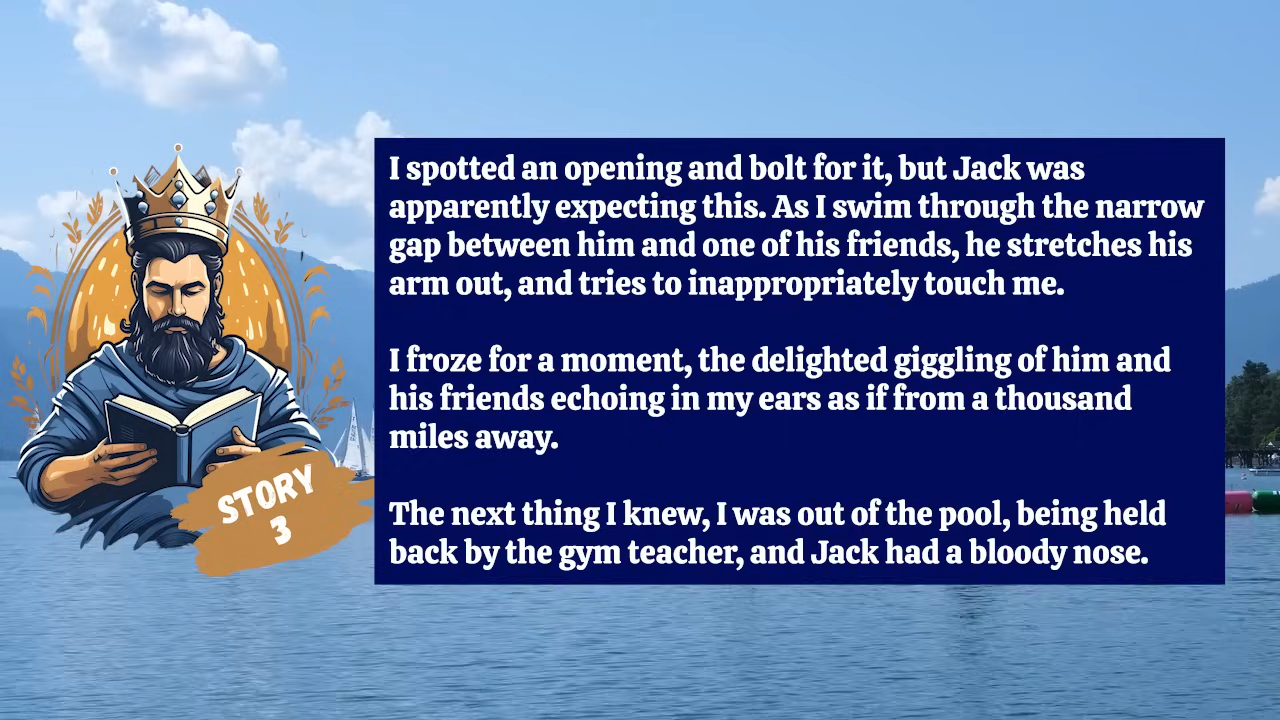 I spotted an opening and bolt for it, but Jack was
apparently expecting this. As I swim through the narrow
gap between him and one of his friends, he stretches his
arm out, and tries to inappropriately touch me.
I froze for a moment, the delighted giggling of him and
his friends echoing in my ears as if from a thousand
miles away.
The next thing I knew, I was out of the pool, being held
back by the gym teacher, and Jack had a bloody nose.
STORY
3